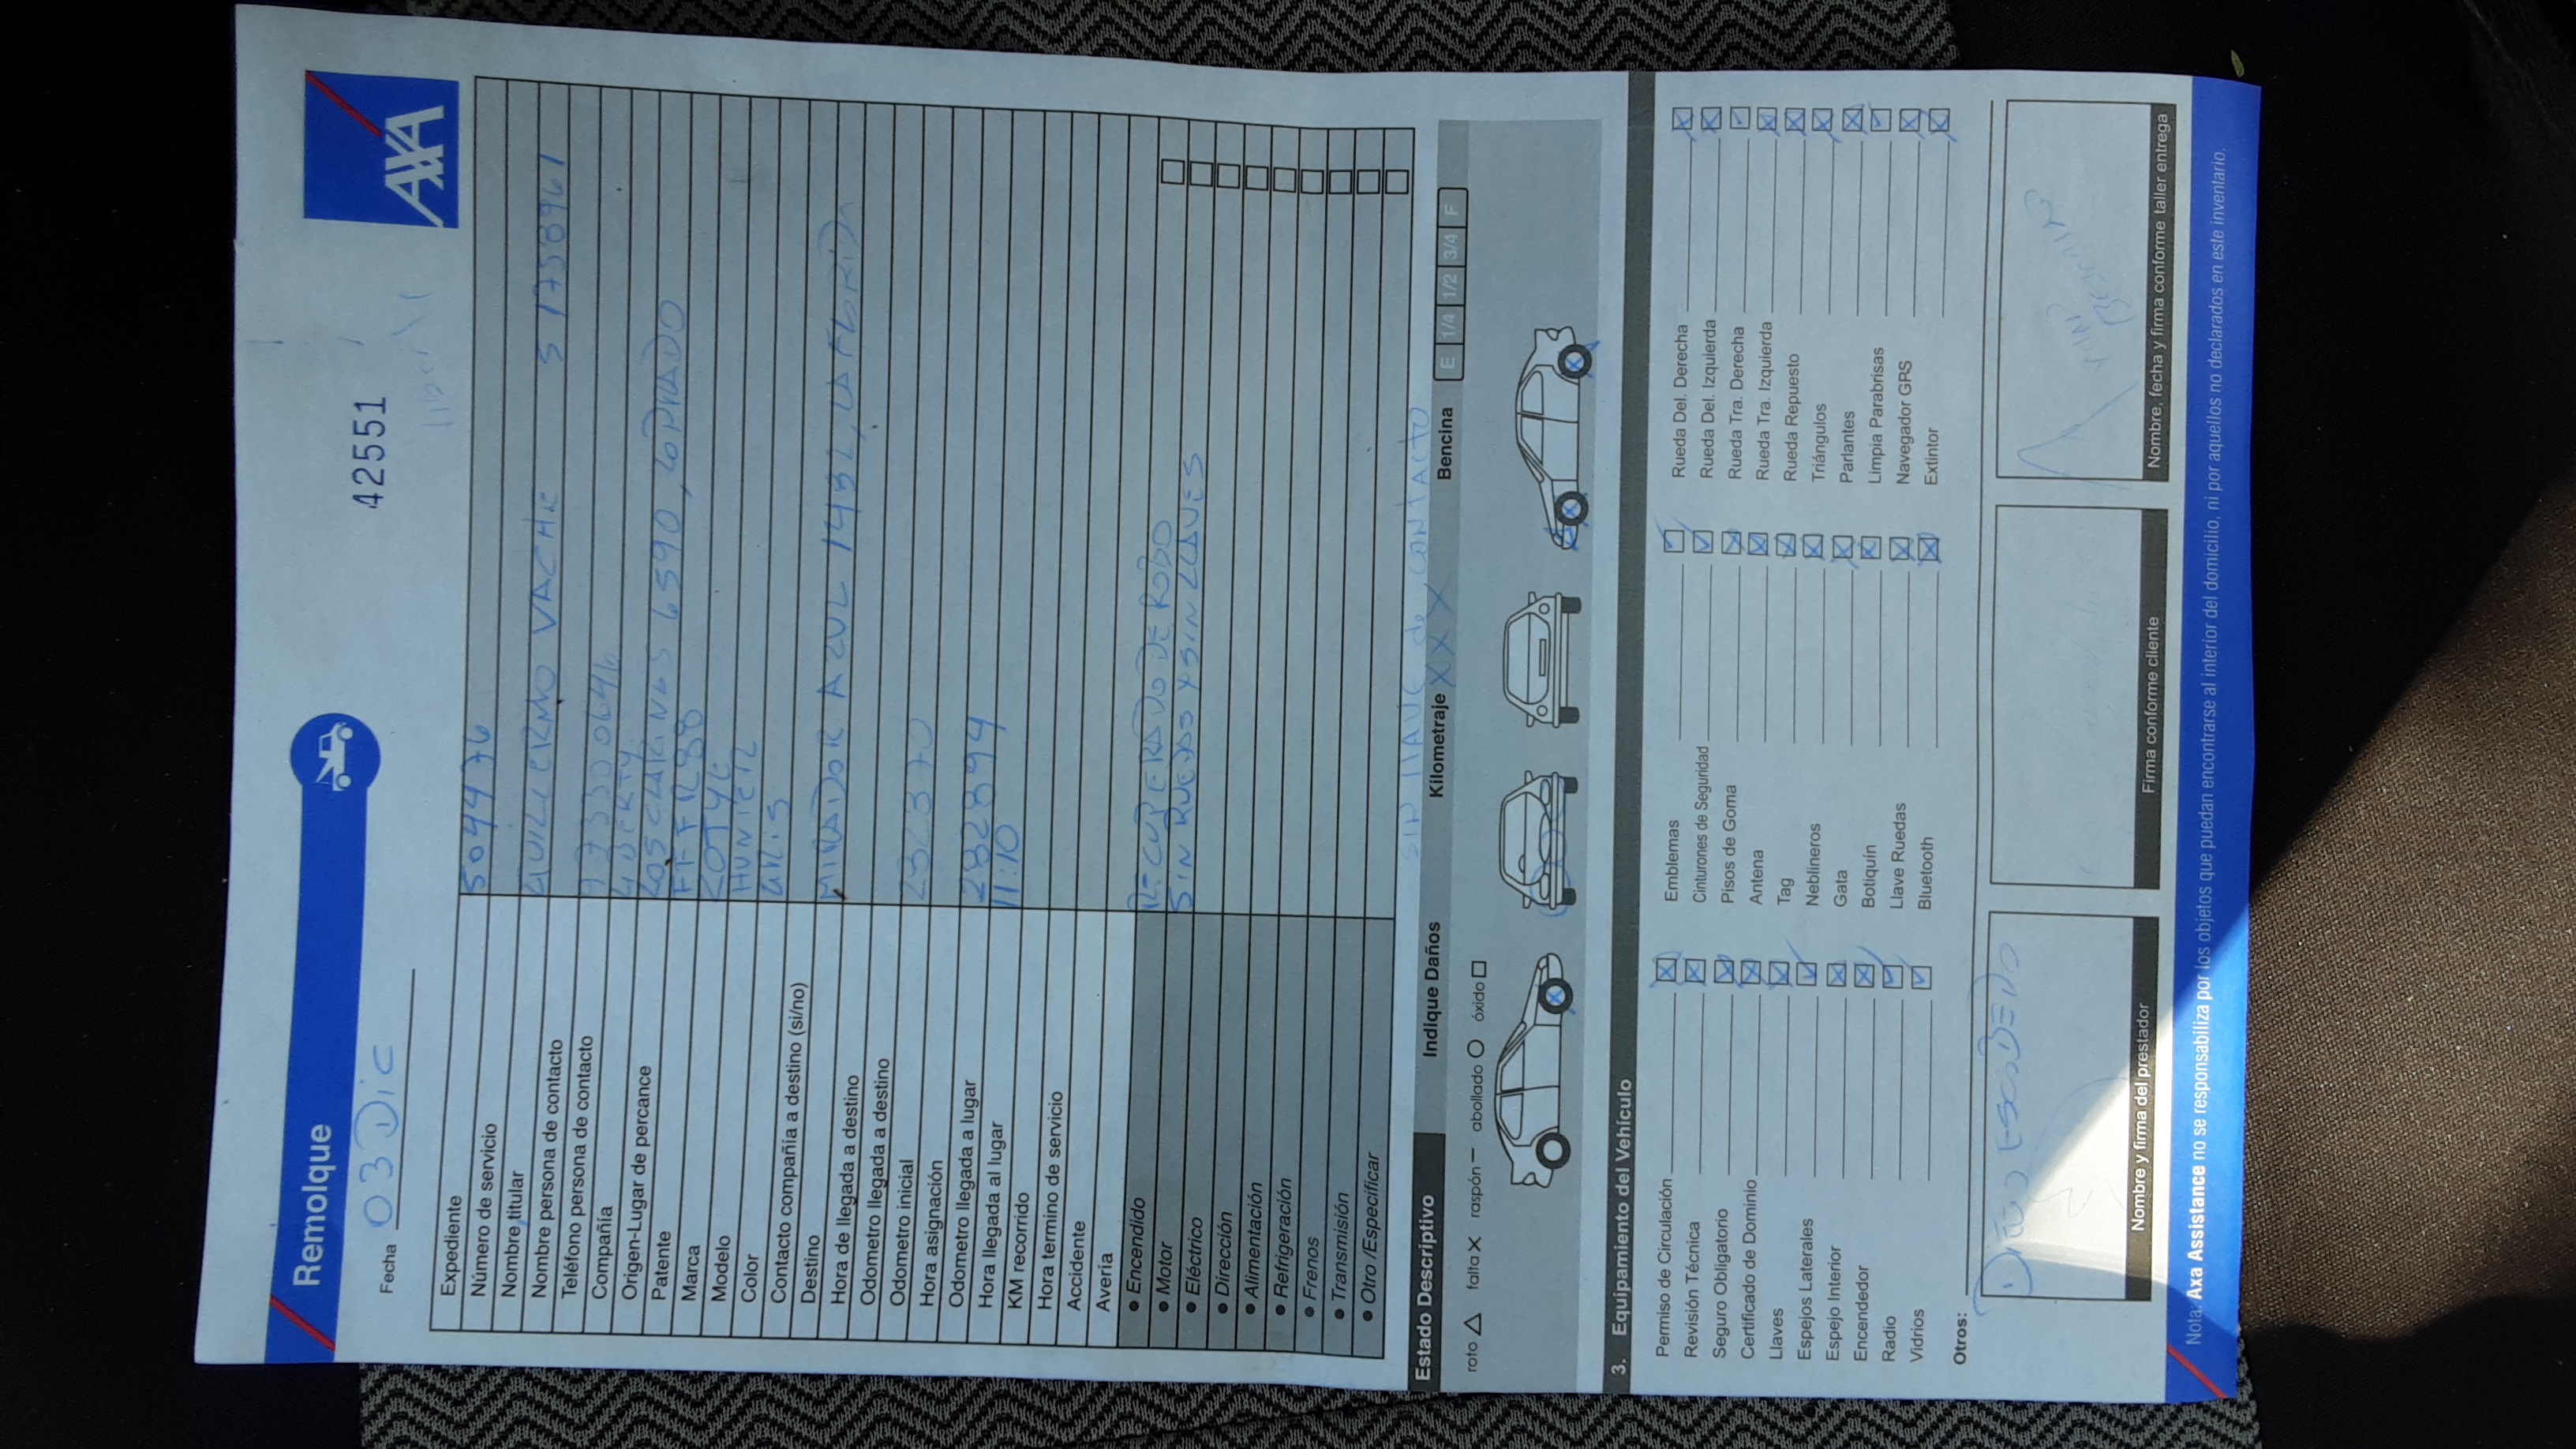 Remolque
AXA
Fecha 03 Dic
42551
Expediente
Número de servicio 504476
Nombre titular
Nombre persona de contacto GUILLERMO VACHE
Teléfono persona de contacto
Compañía LIBERTY
Origen-Lugar de percance 6590, LO PRADO
Patente FFFR88
Marca ZOTYE
Modelo HUNTER
Color GRIS
Contacto compañía a destino (si/no)
Destino MIRADOR AZUL 1432, LA FLORIDA
Hora de llegada a destino
Odometro llegada a destino
Odometro inicial 282370
Hora asignación
Odometro llegada a lugar 282894
Hora llegada al lugar 11:10
KM recorrido
Hora termino de servicio
Accidente
Avería
• Encendido RECUPERADO DE ROBO
• Motor SIN RUEDAS Y SIN LLAVES
• Eléctrico
• Dirección
• Alimentación
• Refrigeración
• Frenos
• Transmisión
• Otro /Especificar
SIN LLAVE de CONTACTO
Estado Descriptivo Indique Daños Kilometraje XXX Bencina E 1/4 1/2 3/4 F
roto falta raspón abollado óxido
3. Equipamiento del Vehículo
Permiso de Circulación Emblemas Rueda Del. Derecha
Revisión Técnica Cinturones de Seguridad Rueda Del. Izquierda
Seguro Obligatorio Pisos de Goma Rueda Tra. Derecha
Certificado de Dominio Antena Rueda Tra. Izquierda
Llaves Tag Rueda Repuesto
Espejos Laterales Neblineros Triángulos
Espejo Interior Gata Parlantes
Encendedor Botiquín Limpia Parabrisas
Radio Llave Ruedas Navegador GPS
Vidrios Bluetooth Extintor
Otros:
Nombre y firma del prestador Firma conforme cliente Nombre, fecha y firma conforme taller entrega
Nota: Axa Assistance no se responsabiliza por los objetos que puedan encontrarse al interior del domicilio, ni por aquellos no declarados en este inventario.